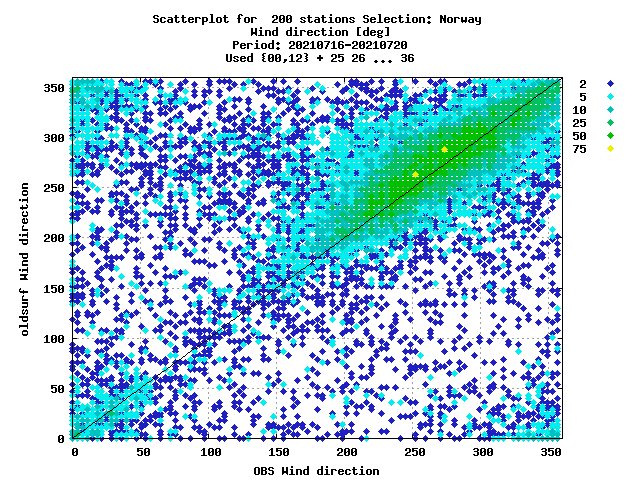 Scatterplot for  200 stations Selection: Norway
Wind direction [deg]
Period: 20210716-20210720
Used {00,12} + 25 26 ... 36
2
5
10
25
50
75
350
300
250
200
150
100
50
0
oldsurf Wind direction
0 50 100 150 200 250 300 350
OBS Wind direction